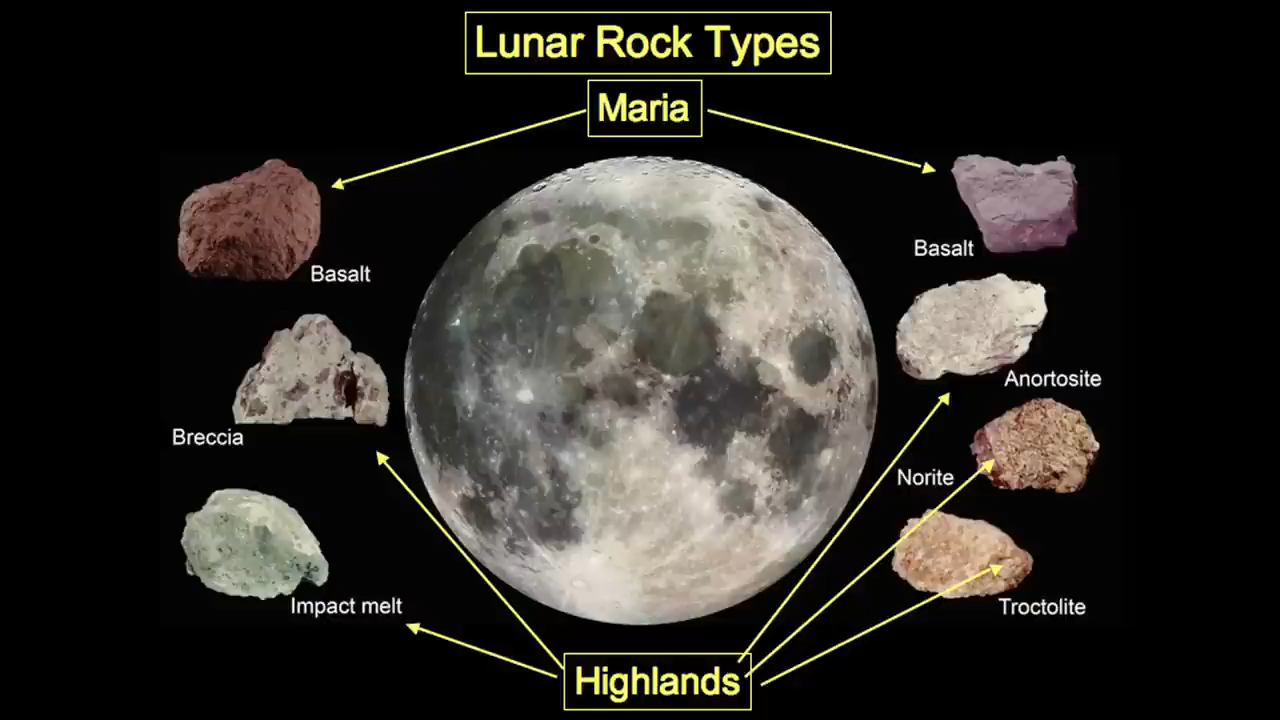 Lunar Rock Types
Maria
Basalt
Basalt
Breccia
Anortosite
Norite
Impact melt
Troctolite
Highlands